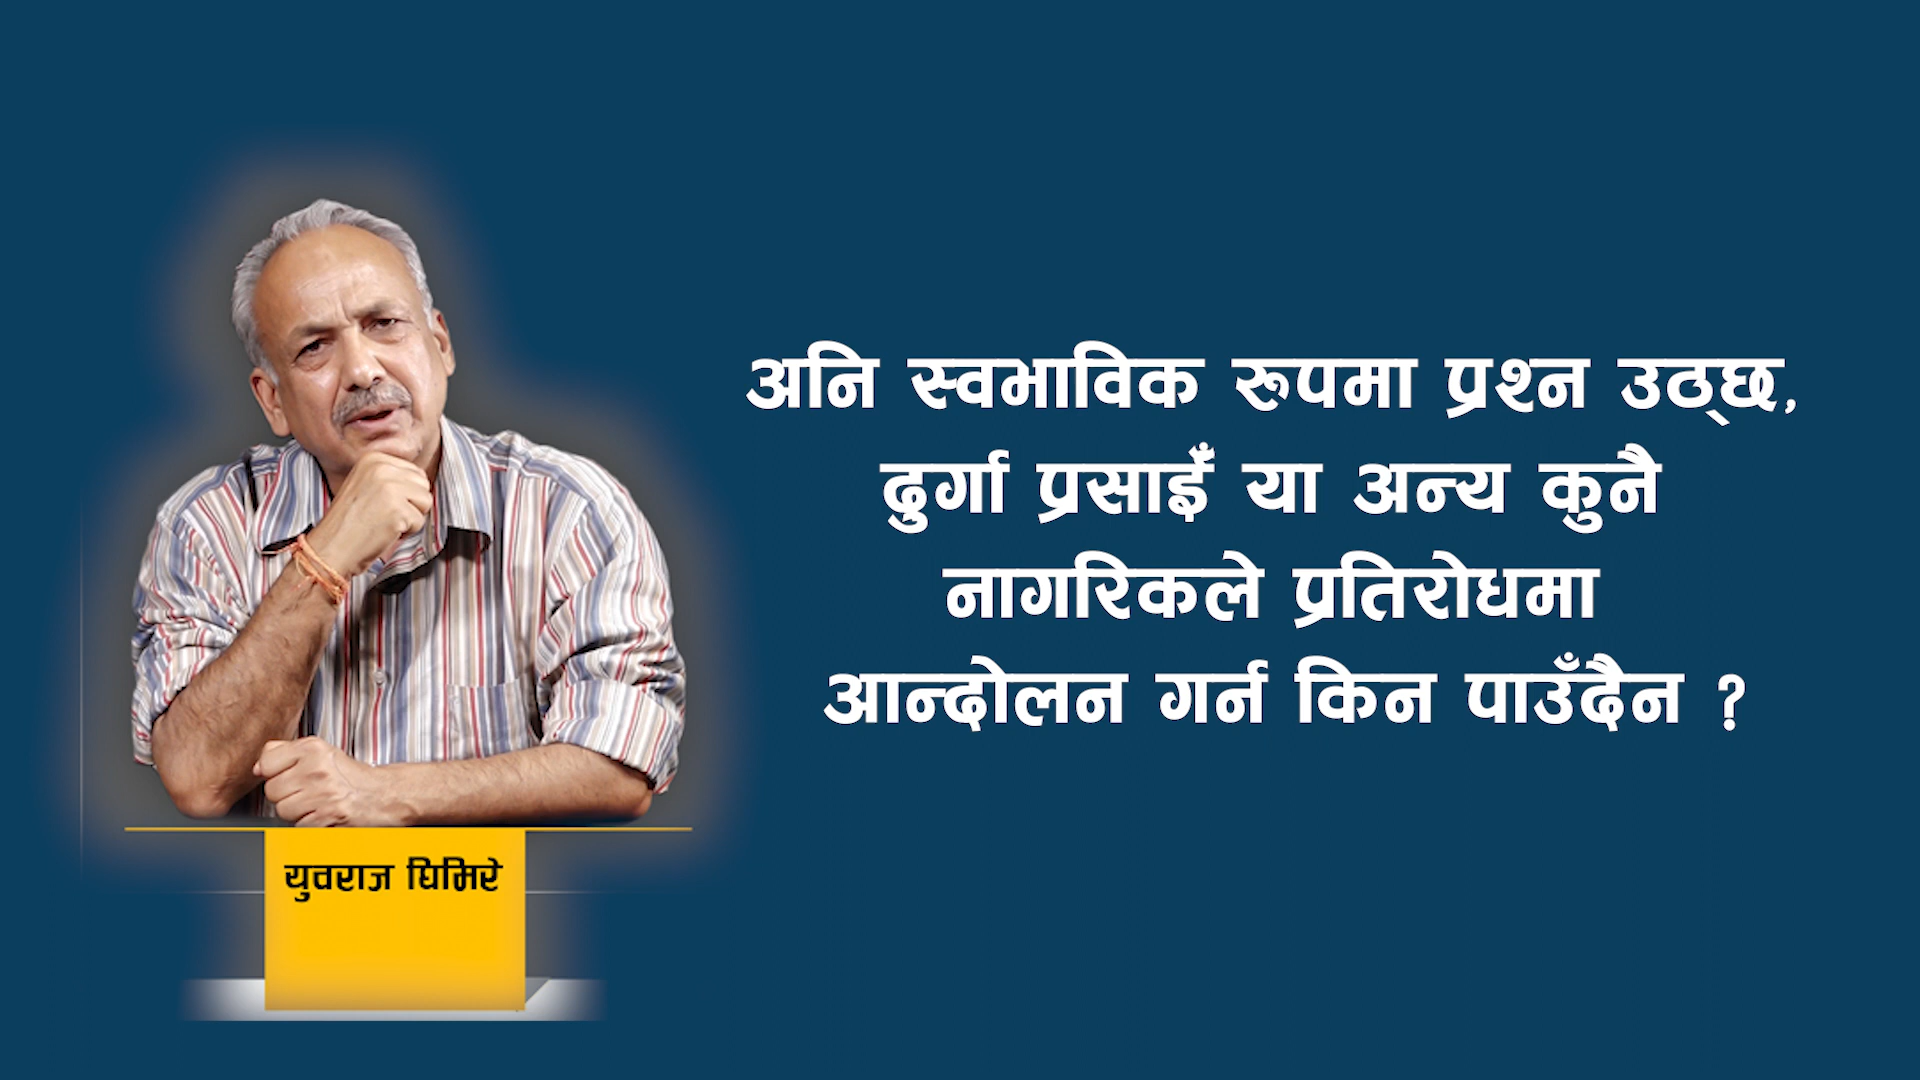 अनि स्वभाविक रूपमा प्रश्न उठ्छ,
दुर्गा प्रसाइँ या अन्य कुनै
नागरिकले प्रतिरोधमा
आन्दोलन गर्न किन पाउँदैन ?
युवराज घिमिरे